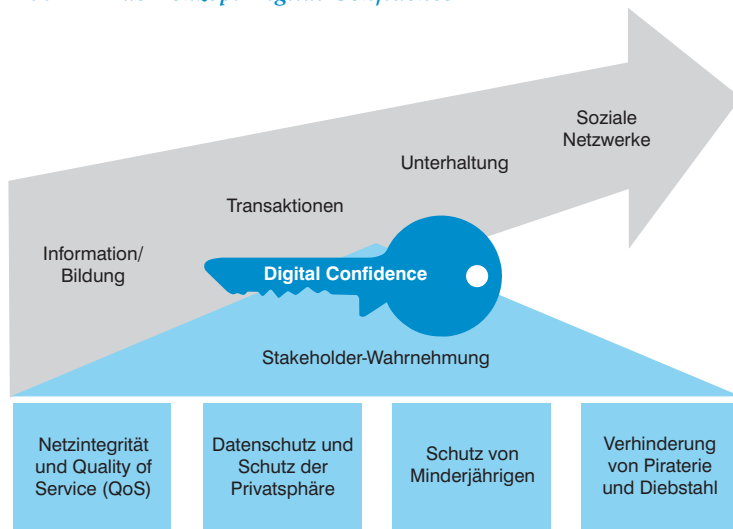 Soziale
Netzwerke
Unterhaltung
Transaktionen
Information/
Bildung
Digital Confidence
Stakeholder-Wahrnehmung
Netzintegrität
und Quality of
Service (QoS)
Datenschutz und
Schutz der
Privatsphäre
Schutz von
Minderjährigen
Verhinderung
von Piraterie
und Diebstahl